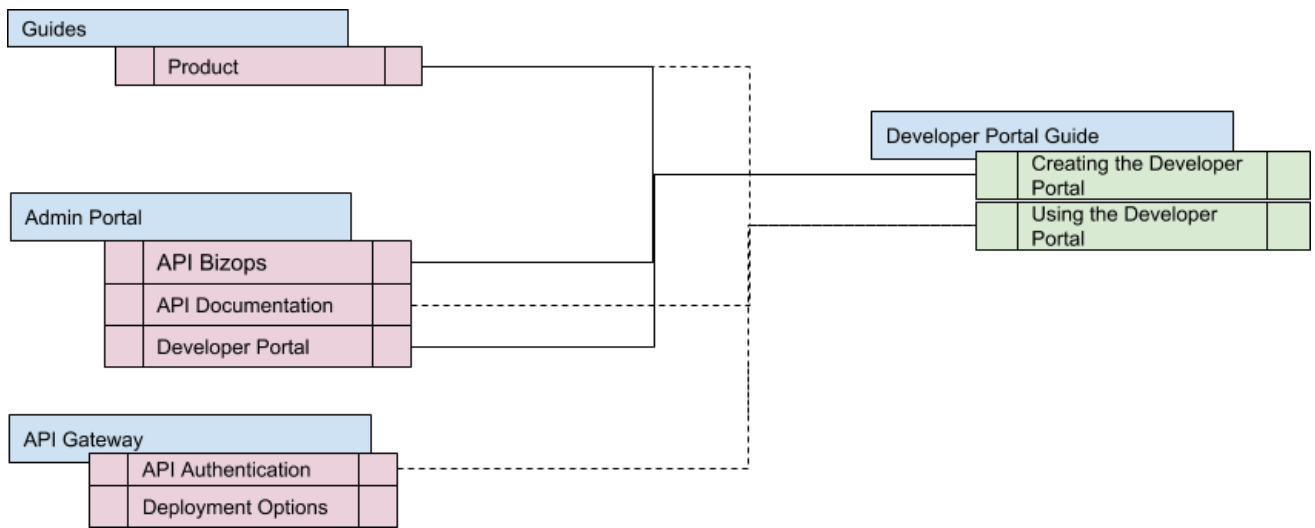 Guides
Product
Admin Portal
API Bizops
API Documentation
Developer Portal
API Gateway
API Authentication
Deployment Options
Developer Portal Guide
Creating the Developer
Portal
Using the Developer
Portal